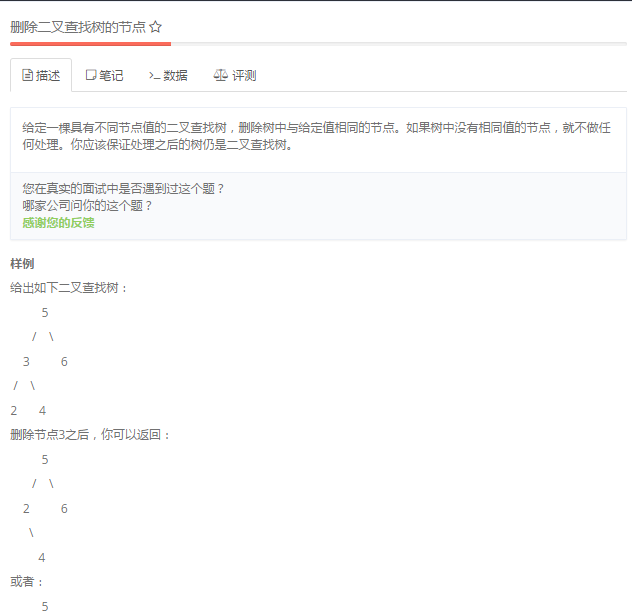 删除二叉查找树的节点
描述 笔记 数据 评测
给定一棵具有不同节点值的二叉查找树，删除树中与给定值相同的节点。如果树中没有相同值的节点，就不做任
何处理。你应该保证处理之后的树仍是二叉查找树。
您在真实的面试中是否遇到过这个题？
哪家公司问你的这个题？
感谢您的反馈
样例
给出如下二叉查找树：
5
/ \
3 6
/ \
2 4
删除节点3之后，你可以返回：
5
/ \
2 6
\
4
或者：
5